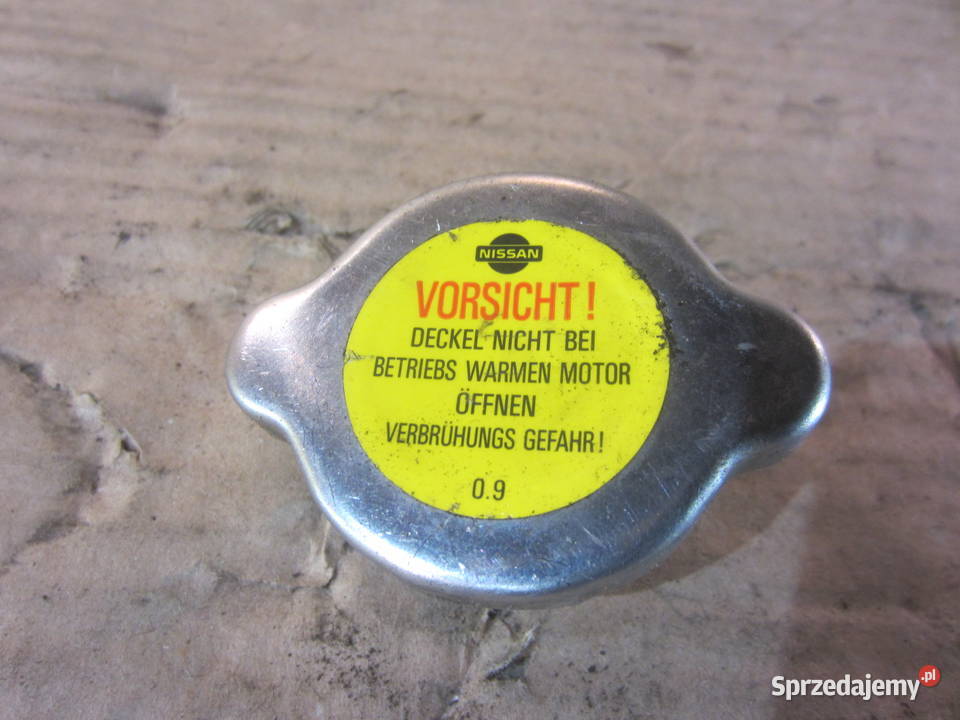 NISSAN
VORSICHT!
DECKEL NICHT BEI
BETRIEBS WARMEN MOTOR
ÖFFNEN
VERBRÜHUNGS GEFAHR!
0.9
Sprzedajemy.pl